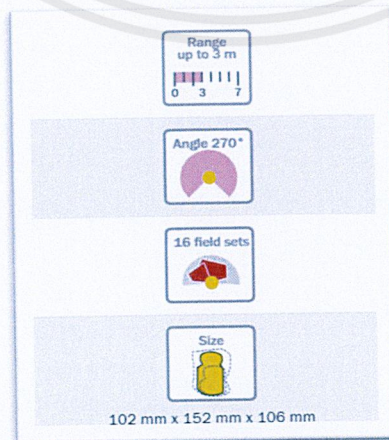 Range
up to 3 m
0 3 7
Angle 270°
16 field sets
Size
102 mm x 152 mm x 106 mm